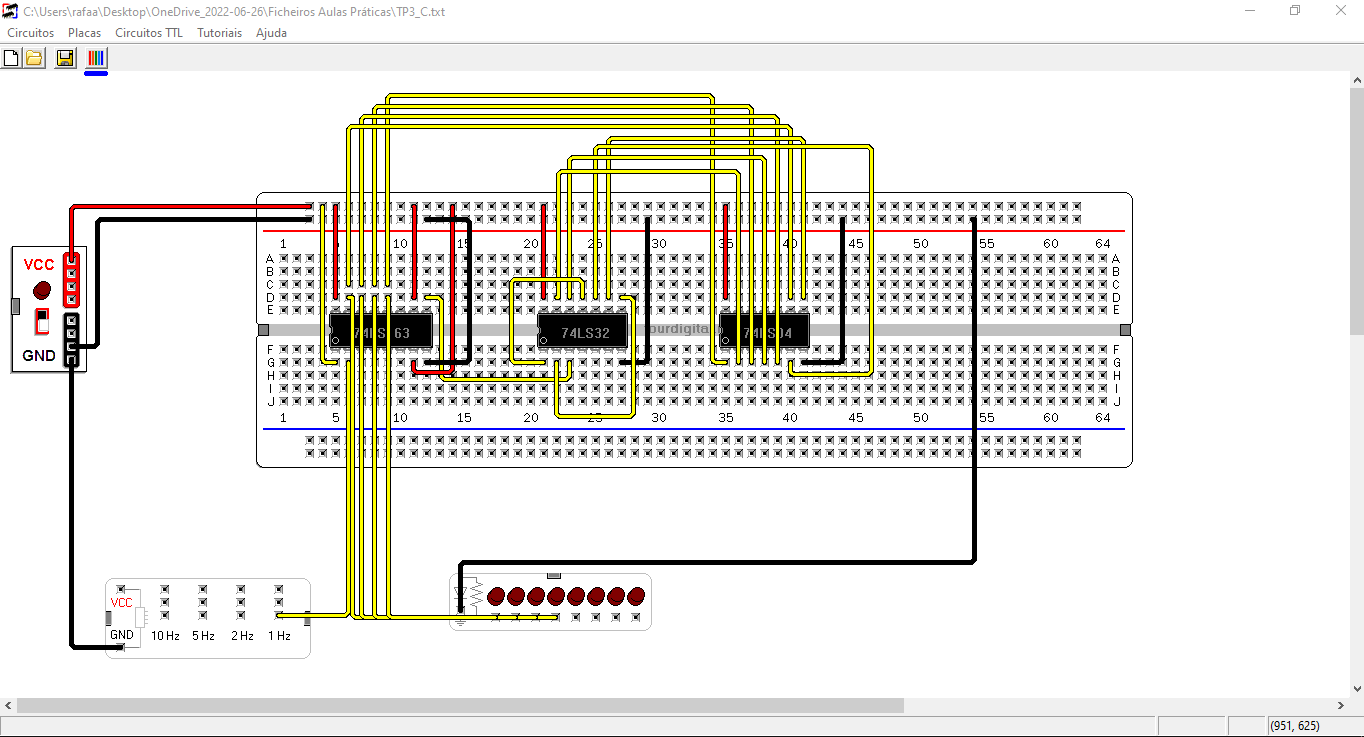 C:\Users\rafaa\Desktop\OneDrive_2022-06-26\Ficheiros Aulas Práticas\TP3_C.txt
Circuitos Placas Circuitos TTL Tutoriais Ajuda
VCC
GND
1 5 10 15 20 25 30 35 40 45 50 55 60 64
A A
B B
C C
D D
E E
74LS163 74LS32 74LS04
F F
G G
H H
I I
J J
1 5 10 15 20 25 30 35 40 45 50 55 60 64
VCC
GND 10 Hz 5 Hz 2 Hz 1 Hz
(951, 625)